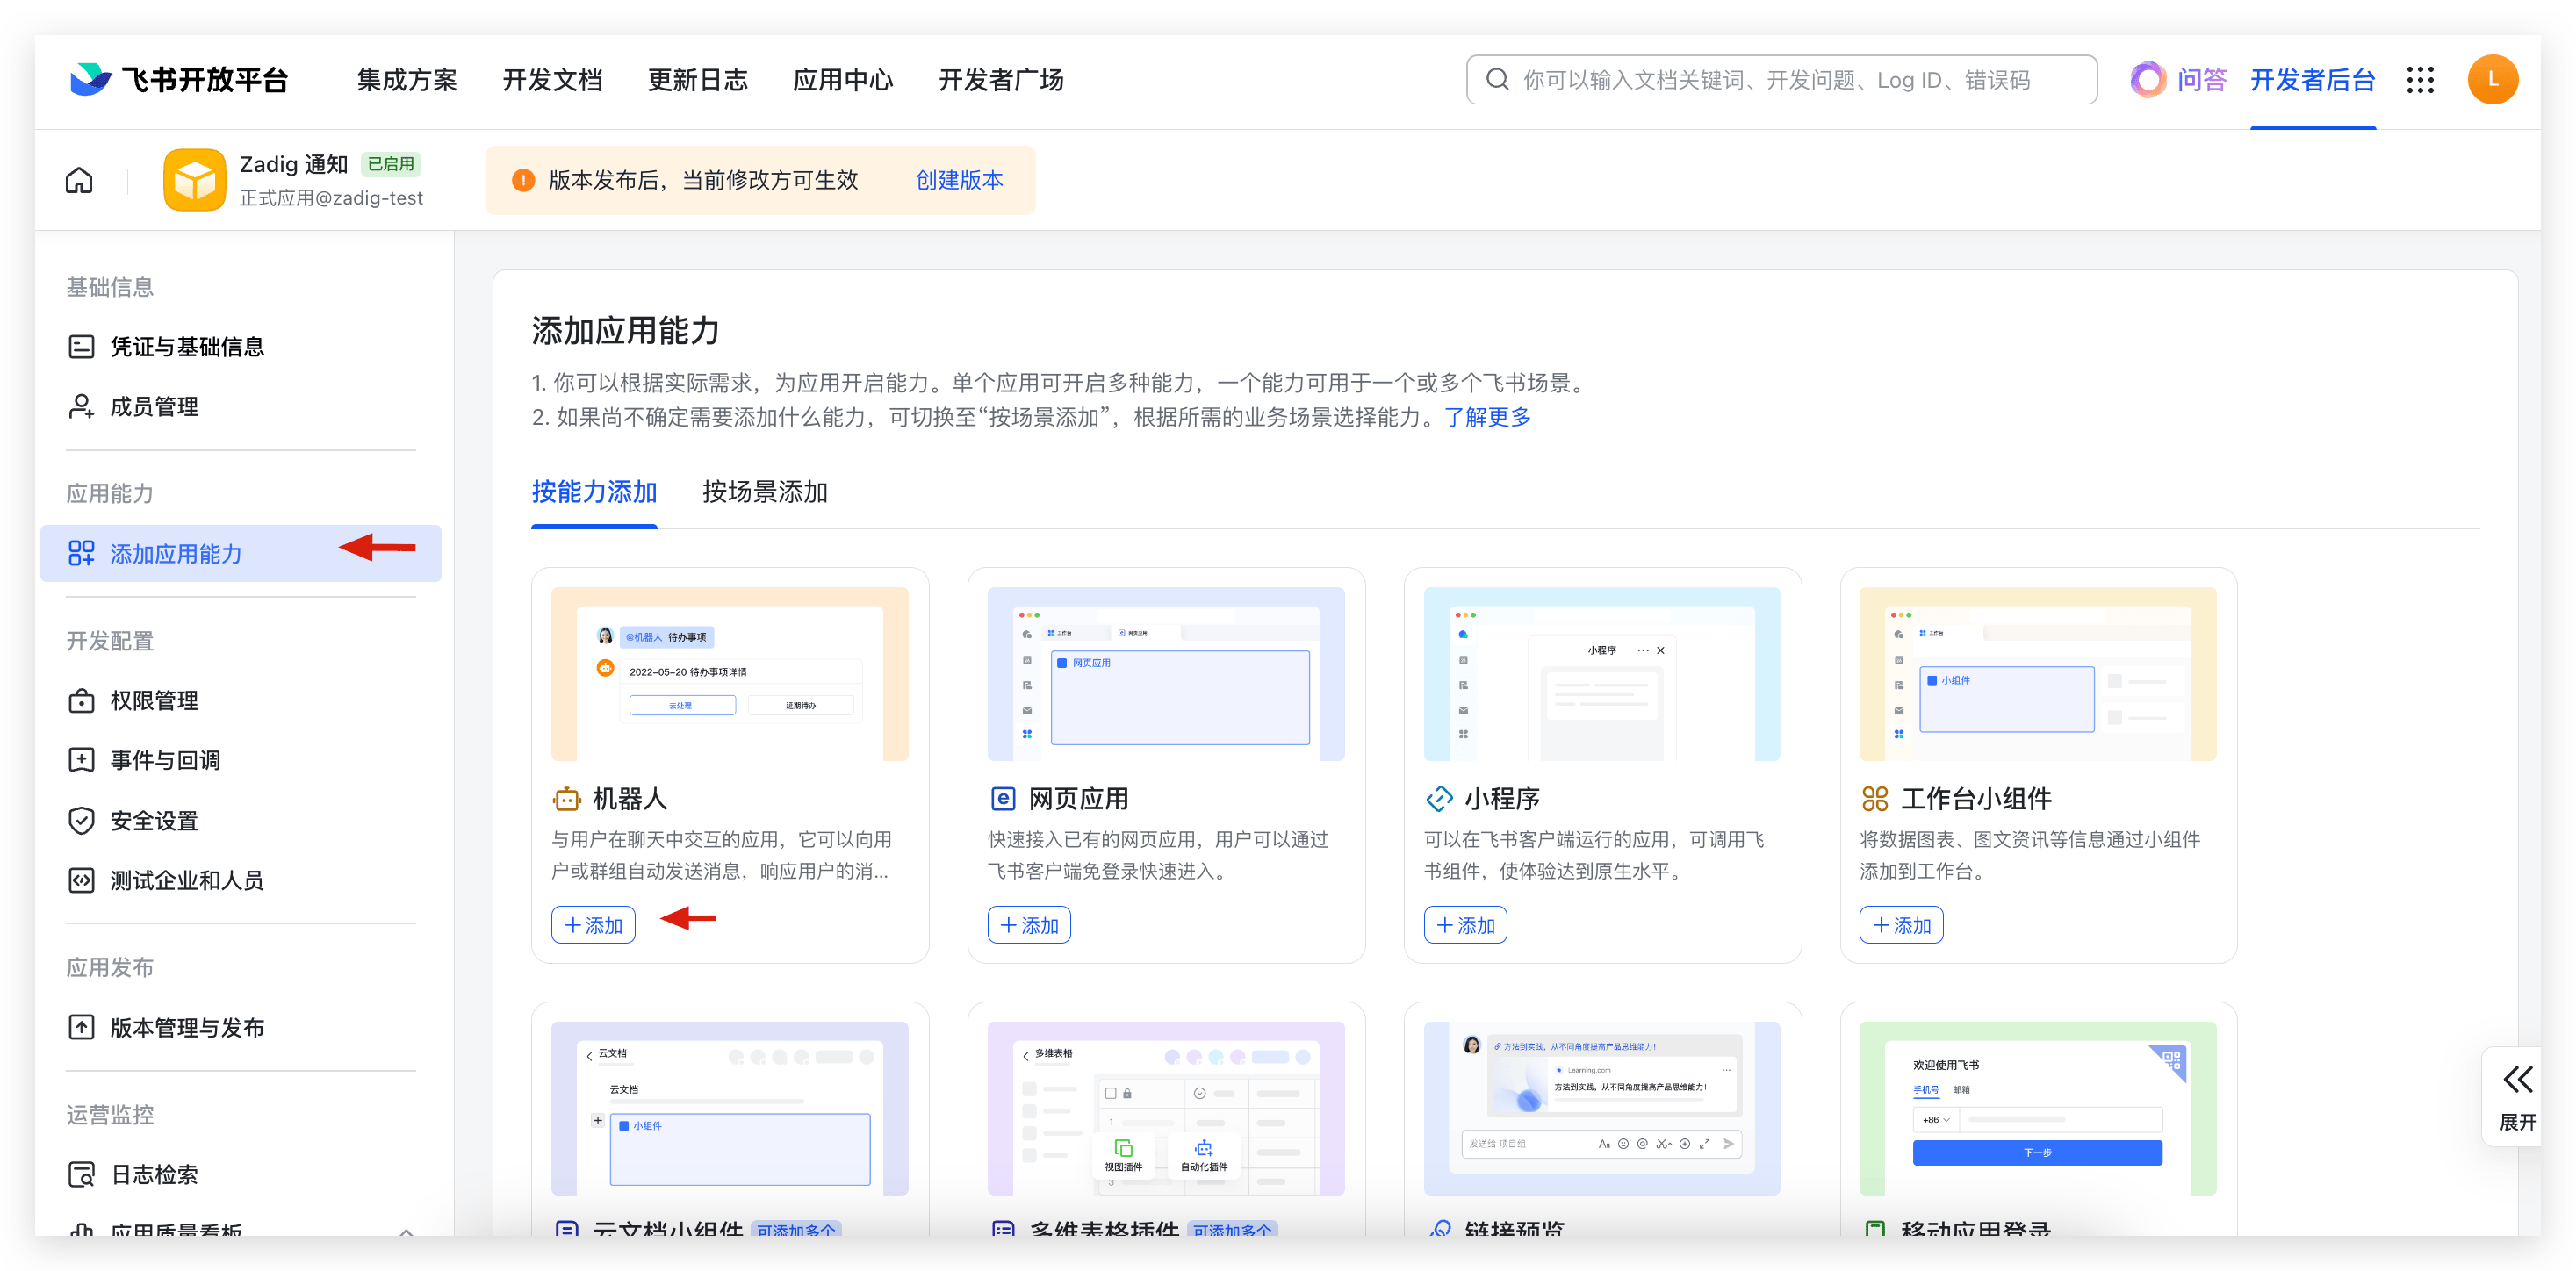 飞书开放平台
集成方案
开发文档
更新日志
应用中心
开发者广场
你可以输入文档关键词、开发问题、Log ID、错误码
问答
开发者后台
L
Zadig 通知
已启用
正式应用@zadig-test
版本发布后，当前修改方可生效
创建版本
基础信息
凭证与基础信息
成员管理
应用能力
添加应用能力
开发配置
权限管理
事件与回调
安全设置
测试企业和人员
应用发布
版本管理与发布
运营监控
日志检索
应用质量看板
添加应用能力
1. 你可以根据实际需求，为应用开启能力。单个应用可开启多种能力，一个能力可用于一个或多个飞书场景。
2. 如果尚不确定需要添加什么能力，可切换至“按场景添加”，根据所需的业务场景选择能力。了解更多
按能力添加
按场景添加
@机器人 待办事项
2022-05-20 待办事项详情
去处理
延期待办
机器人
与用户在聊天中交互的应用，它可以向用
户或群组自动发送消息，响应用户的消...
添加
工作台
网页应用
网页应用
网页应用
快速接入已有的网页应用，用户可以通过
飞书客户端免登录快速进入。
添加
小程序
小程序
可以在飞书客户端运行的应用，可调用飞
书组件，使体验达到原生水平。
添加
工作台
小组件
工作台小组件
将数据图表、图文资讯等信息通过小组件
添加到工作台。
添加
云文档
云文档
小组件
云文档小组件
可添加多个
多维表格
1
视图插件
自动化插件
3
多维表格插件
可添加多个
方法到实践，从不同角度提高产品思维能力！
Learning.com
方法到实践，从不同角度提高产品思维能力！
发送给 项目组
Aa
链接预览
欢迎使用飞书
手机号
邮箱
+86
下一步
移动应用登录
展开